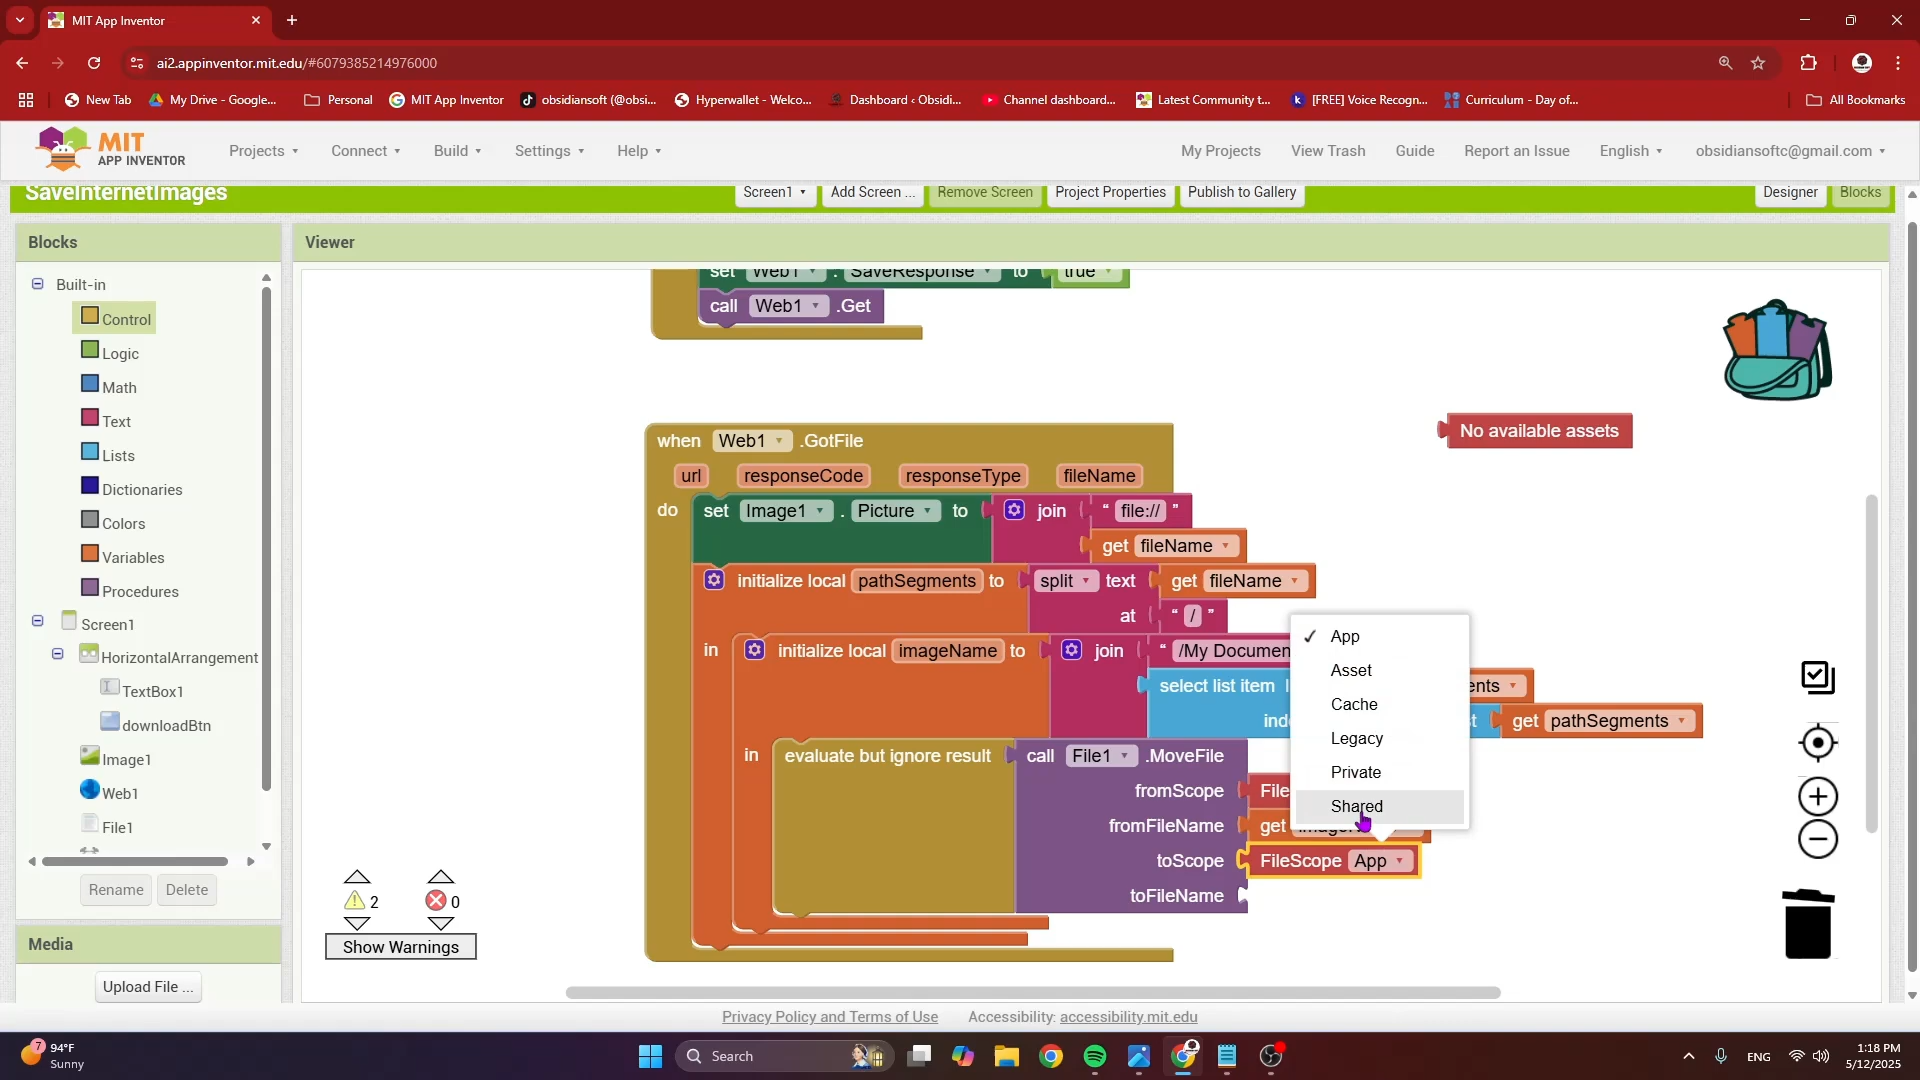 MIT App Inventor
ai2.appinventor.mit.edu/#6079385214976000
New Tab
My Drive - Google...
Personal
MIT App Inventor
obsidiansoft (@obsi...
Hyperwallet - Welco...
Dashboard ‹ Obsidi...
Channel dashboard...
Latest Community t...
[FREE] Voice Recogn...
Curriculum - Day of...
All Bookmarks
MIT
APP INVENTOR
Projects
Connect
Build
Settings
Help
My Projects
View Trash
Guide
Report an Issue
English
obsidiansoftc@gmail.com
SaveInternetImages
Screen1
Add Screen ...
Remove Screen
Project Properties
Publish to Gallery
Designer
Blocks
Blocks
Viewer
Built-in
Control
Logic
Math
Text
Lists
Dictionaries
Colors
Variables
Procedures
Screen1
HorizontalArrangement
TextBox1
downloadBtn
Image1
Web1
File1
Rename
Delete
Media
Upload File ...
set Web1 . SaveResponse to true
call Web1 .Get
No available assets
when Web1 .GotFile
url responseCode responseType fileName
do set Image1 . Picture to join “ file:// ”
get fileName
initialize local pathSegments to split text get fileName
at “ / ”
in initialize local imageName to join “ /My Documen
select list item ents
st get pathSegments
in evaluate but ignore result call File1 .MoveFile
fromScope File
fromFileName get
toScope FileScope App
toFileName
App
Asset
Cache
Legacy
Private
Shared
2
0
Show Warnings
Privacy Policy and Terms of Use
Accessibility: accessibility.mit.edu
7
94°F
Sunny
Search
ENG
1:18 PM
5/12/2025